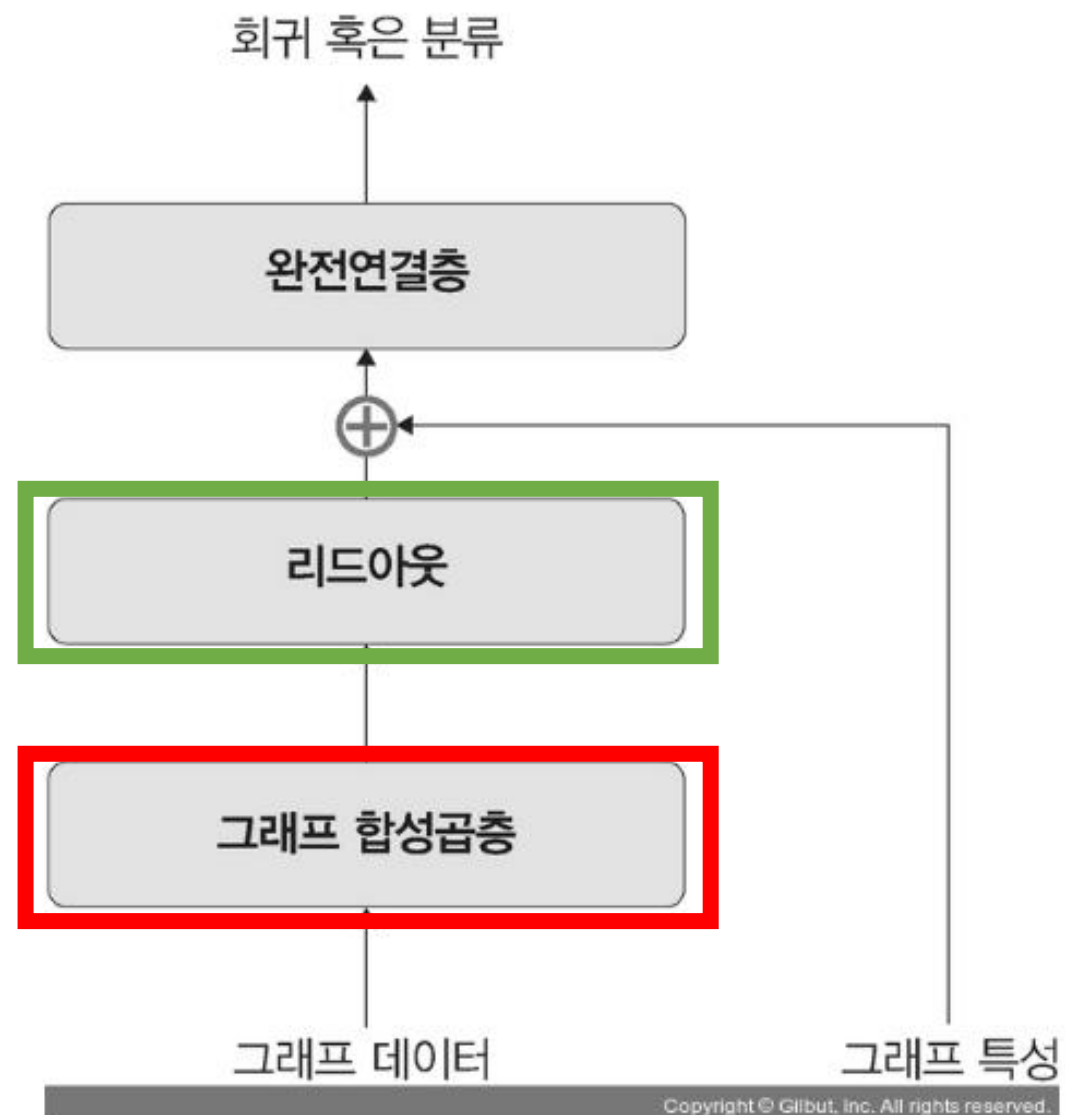 회귀 혹은 분류
완전연결층
리드아웃
그래프 합성곱층
그래프 데이터
그래프 특성
Copyright © Gilbut, Inc. All rights reserved.